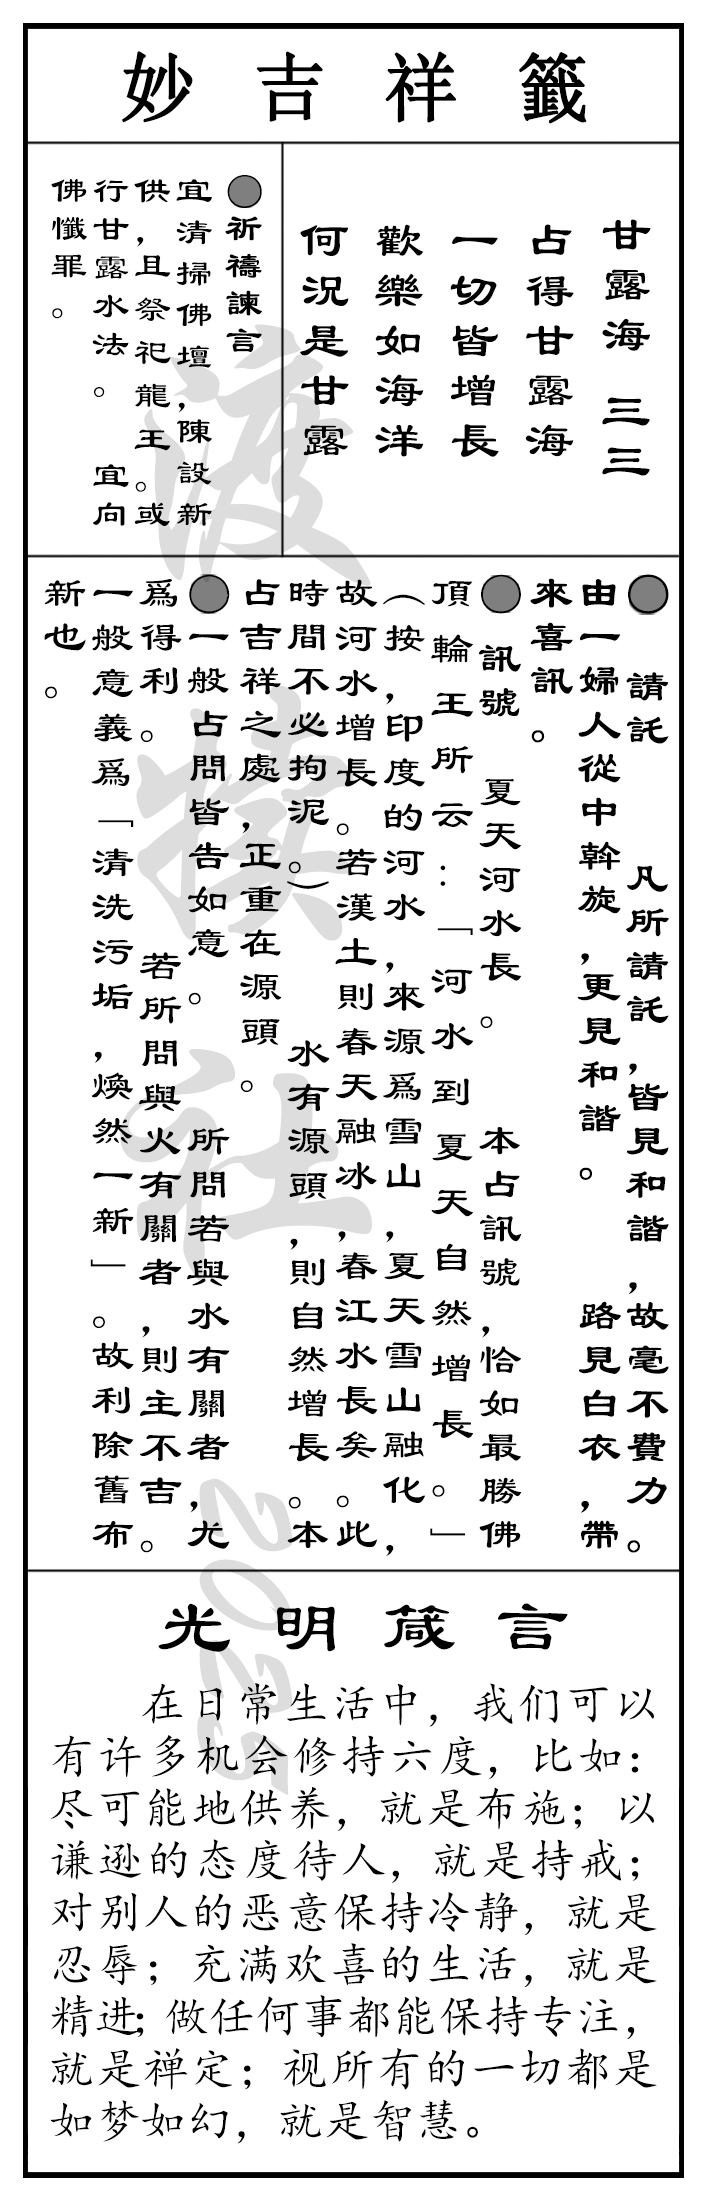 妙吉祥籤
甘露海 三三
占得甘露海
一切皆增長
歡樂如海洋
何況是甘露
●祈禱諫言
宜清掃佛壇，陳設新
供，且祭祀龍王。或
行甘露水法。 宜向
佛懺罪。
● 請託 凡所請託，皆見和諧，故毫不費力。
由一婦人從中斡旋，更見和諧。 路見白衣，帶
來喜訊。
● 訊號 夏天河水長。 本占訊號，恰如最勝佛
頂輪王所云：「河水到夏天自然增長。」
（按，印度的河水，來源爲雪山，夏天雪山融化，
故河水增長。若漢土則春天融冰，春江水長矣。此
時間不必拘泥。） 水有源頭，則自然增長。本
占吉祥之處，正重在源頭。
●一般占問皆告如意。 所問若與水有關者，尤
爲得利。 若所問與火有關者，則主不吉。
一般意義爲「清洗污垢，煥然一新」。故利除舊布
新也。
光明箴言
在日常生活中，我们可以
有许多机会修持六度，比如：
尽可能地供养，就是布施；以
谦逊的态度待人，就是持戒；
对别人的恶意保持冷静，就是
忍辱；充满欢喜的生活，就是
精进；做任何事都能保持专注，
就是禅定；视所有的一切都是
如梦如幻，就是智慧。
渡挨社 2025